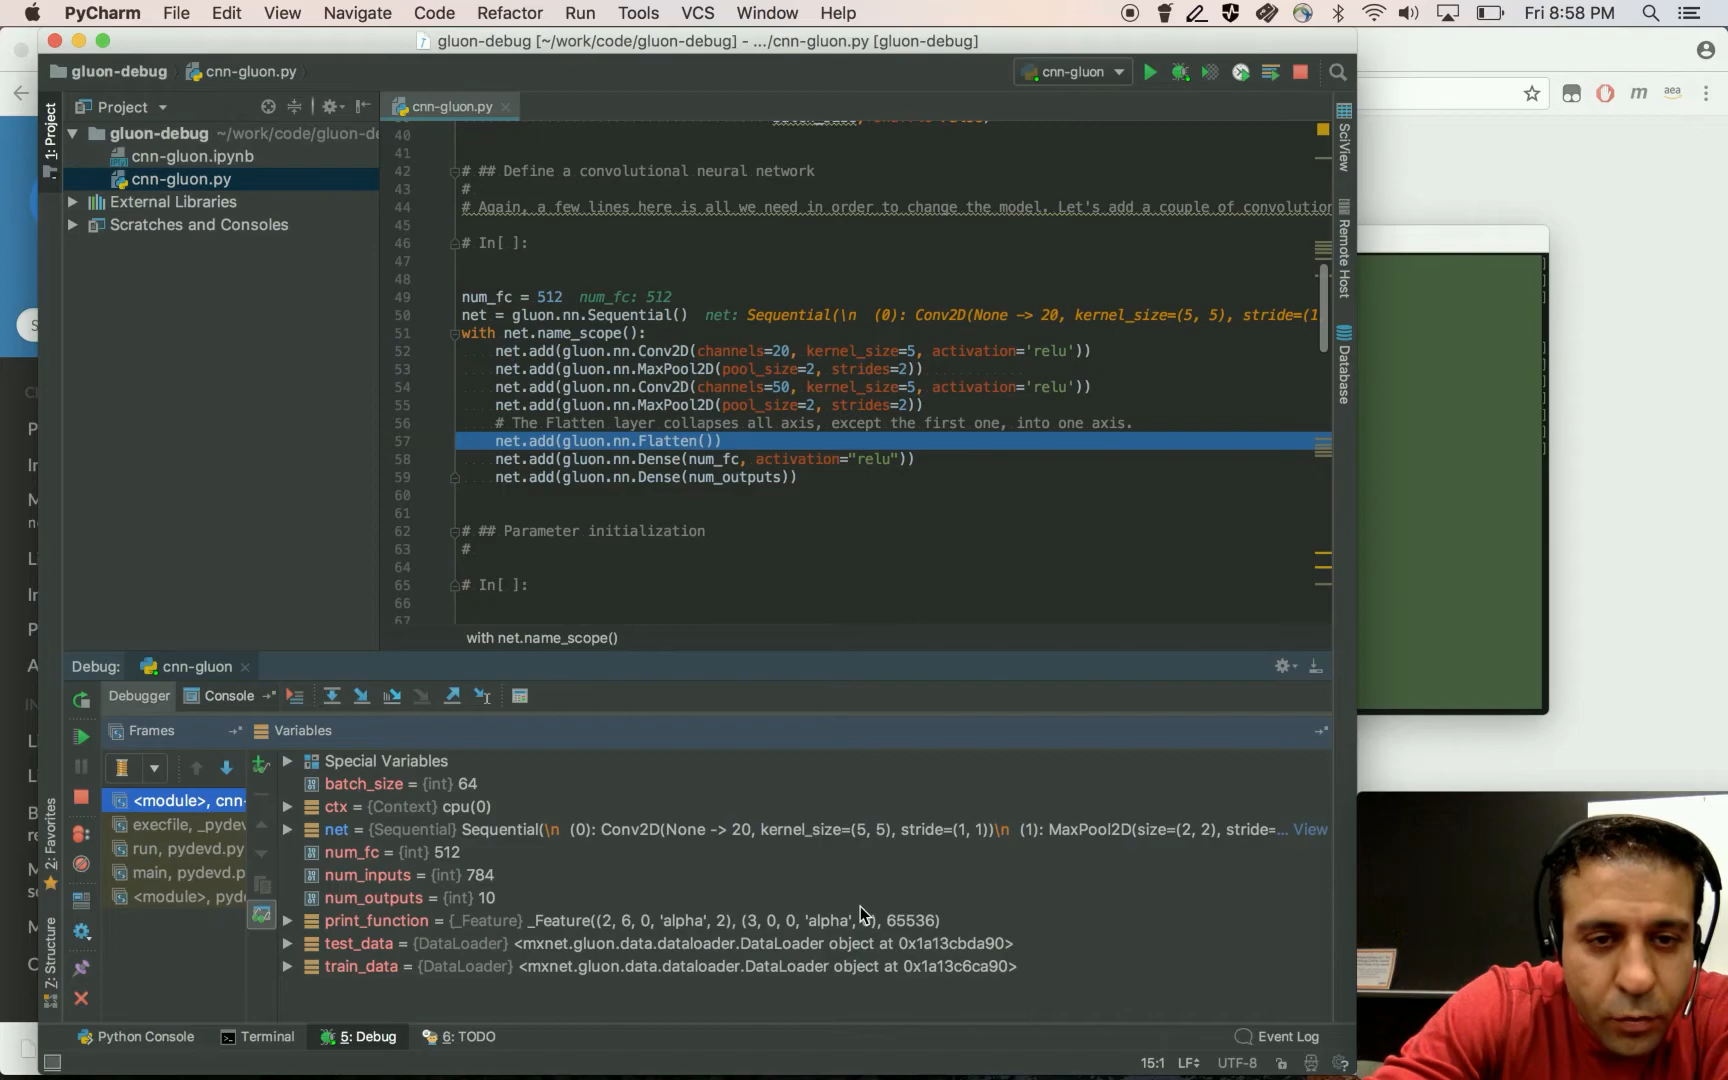 PyCharm File Edit View Navigate Code Refactor Run Tools VCS Window Help Fri 8:58 PM
gluon-debug [~/work/code/gluon-debug] - .../cnn-gluon.py [gluon-debug]
gluon-debug cnn-gluon.py cnn-gluon
Project cnn-gluon.py
gluon-debug ~/work/code/gluon-de
cnn-gluon.ipynb
cnn-gluon.py
External Libraries
Scratches and Consoles
1: Project
2: Favorites
Z: Structure
SciView
Remote Host
Database
m
aea
40
41
42 # ## Define a convolutional neural network
43 #
44 # Again, a few lines here is all we need in order to change the model. Let's add a couple of convolution
45
46 # In[ ]:
47
48
49 num_fc = 512 num_fc: 512
50 net = gluon.nn.Sequential() net: Sequential(\n (0): Conv2D(None -> 20, kernel_size=(5, 5), stride=(1
51 with net.name_scope():
52 net.add(gluon.nn.Conv2D(channels=20, kernel_size=5, activation='relu'))
53 net.add(gluon.nn.MaxPool2D(pool_size=2, strides=2))
54 net.add(gluon.nn.Conv2D(channels=50, kernel_size=5, activation='relu'))
55 net.add(gluon.nn.MaxPool2D(pool_size=2, strides=2))
56 # The Flatten layer collapses all axis, except the first one, into one axis.
57 net.add(gluon.nn.Flatten())
58 net.add(gluon.nn.Dense(num_fc, activation="relu"))
59 net.add(gluon.nn.Dense(num_outputs))
60
61
62 # ## Parameter initialization
63 #
64
65 # In[ ]:
66
67
with net.name_scope()
Debug: cnn-gluon
Debugger Console
Frames Variables
<module>, cnn-
execfile, _pydev
run, pydevd.py
main, pydevd.p
<module>, pyde
Special Variables
batch_size = {int} 64
ctx = {Context} cpu(0)
net = {Sequential} Sequential(\n (0): Conv2D(None -> 20, kernel_size=(5, 5), stride=(1, 1))\n (1): MaxPool2D(size=(2, 2), stride=... View
num_fc = {int} 512
num_inputs = {int} 784
num_outputs = {int} 10
print_function = {_Feature} _Feature((2, 6, 0, 'alpha', 2), (3, 0, 0, 'alpha', ), 65536)
test_data = {DataLoader} <mxnet.gluon.data.dataloader.DataLoader object at 0x1a13cbda90>
train_data = {DataLoader} <mxnet.gluon.data.dataloader.DataLoader object at 0x1a13c6ca90>
Python Console Terminal 5: Debug 6: TODO Event Log
15:1 LF UTF-8